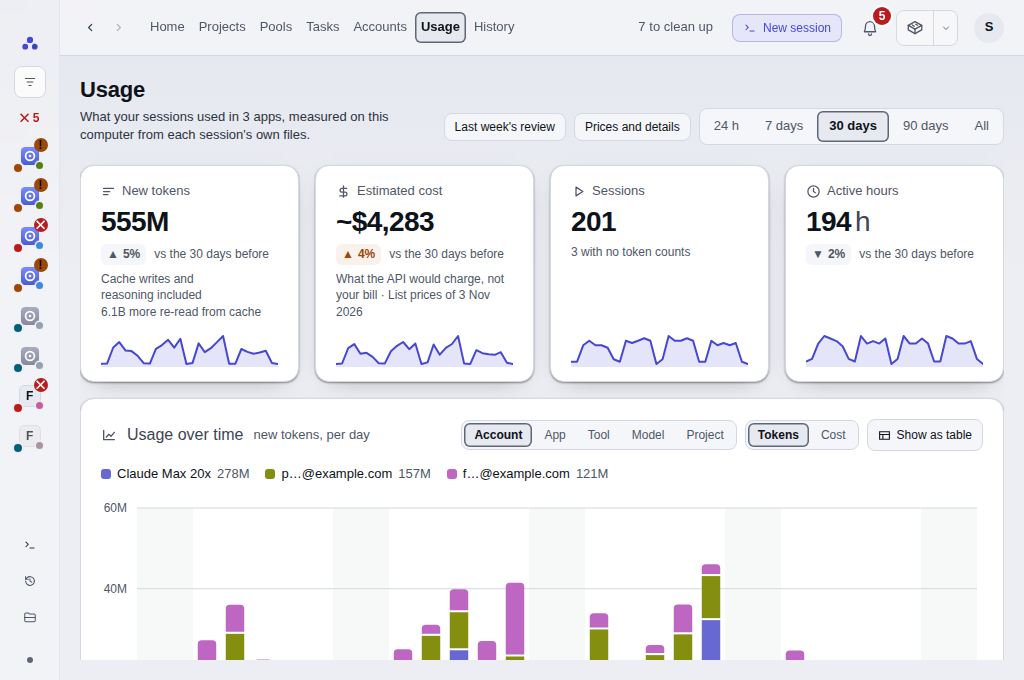 Home Projects Pools Tasks Accounts Usage History
7 to clean up
New session
5
S
5
!
!
!
F
F
Usage
What your sessions used in 3 apps, measured on this
computer from each session's own files.
Last week's review
Prices and details
24 h 7 days 30 days 90 days All
New tokens
555M
▲ 5% vs the 30 days before
Cache writes and
reasoning included
6.1B more re-read from cache
Estimated cost
~$4,283
▲ 4% vs the 30 days before
What the API would charge, not
your bill · List prices of 3 Nov
2026
Sessions
201
3 with no token counts
Active hours
194 h
▼ 2% vs the 30 days before
Usage over time new tokens, per day
Account App Tool Model Project
Tokens Cost
Show as table
Claude Max 20x 278M p…@example.com 157M f…@example.com 121M
60M
40M